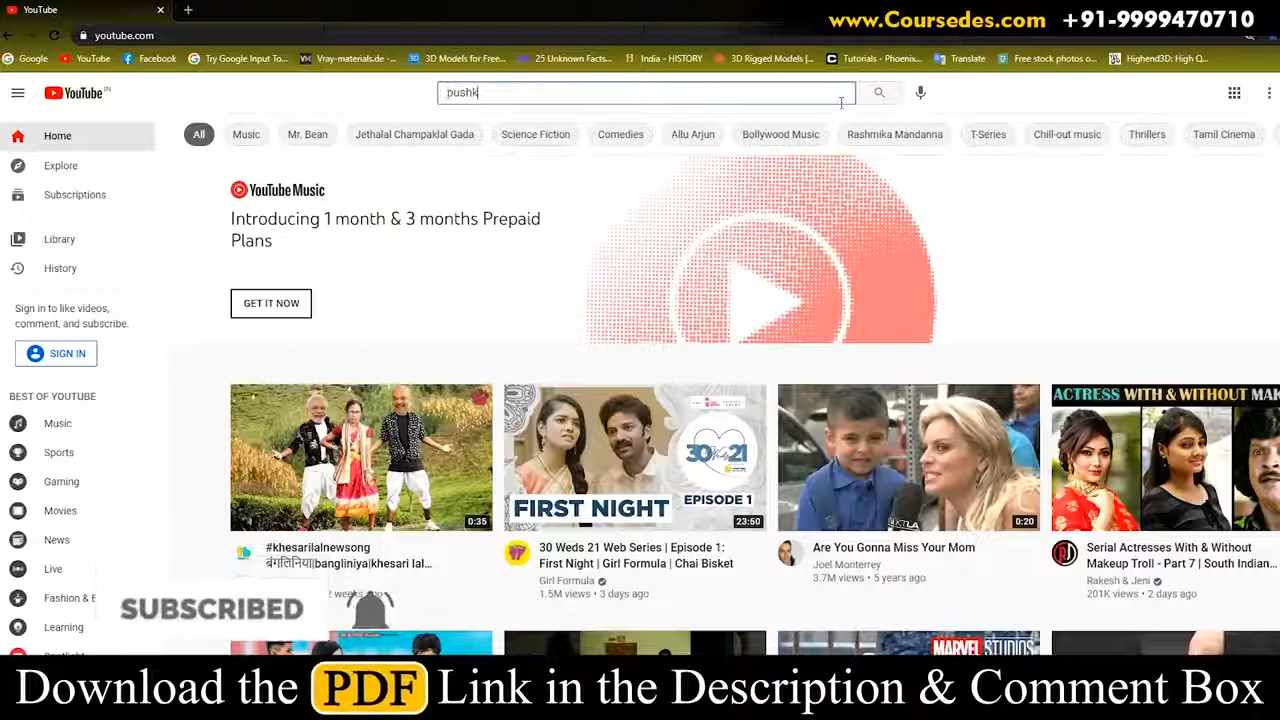 YouTube
www.Coursedes.com +91-9999470710
youtube.com
Google
YouTube
Facebook
Try Google Input To...
Vray-materials.de -...
3D Models for Free...
25 Unknown Facts...
India - HISTORY
3D Rigged Models |...
Tutorials - Phoenix...
Translate
Free stock photos o...
Highend3D: High Q...
YouTube IN
pushk
Home
Explore
Subscriptions
Library
History
Sign in to like videos,
comment, and subscribe.
SIGN IN
BEST OF YOUTUBE
Music
Sports
Gaming
Movies
News
Live
Fashion & B
Learning
All
Music
Mr. Bean
Jethalal Champaklal Gada
Science Fiction
Comedies
Allu Arjun
Bollywood Music
Rashmika Mandanna
T-Series
Chill-out music
Thrillers
Tamil Cinema
YouTube Music
Introducing 1 month & 3 months Prepaid
Plans
GET IT NOW
0:35
#khesarilalnewsong
बंगतिनिया|bangliniya|khesari lal...
2 weeks ago
30 Weds 21
FIRST NIGHT
EPISODE 1
23:50
30 Weds 21 Web Series | Episode 1:
First Night | Girl Formula | Chai Bisket
Girl Formula
1.5M views • 3 days ago
KTLA
0:20
Are You Gonna Miss Your Mom
Joel Monterrey
3.7M views • 5 years ago
ACTRESS WITH & WITHOUT MAK
Serial Actresses With & Without
Makeup Troll - Part 7 | South Indian...
Rakesh & Jeni
201K views • 2 days ago
MARVEL STUDIOS
SUBSCRIBED
Download the PDF Link in the Description & Comment Box